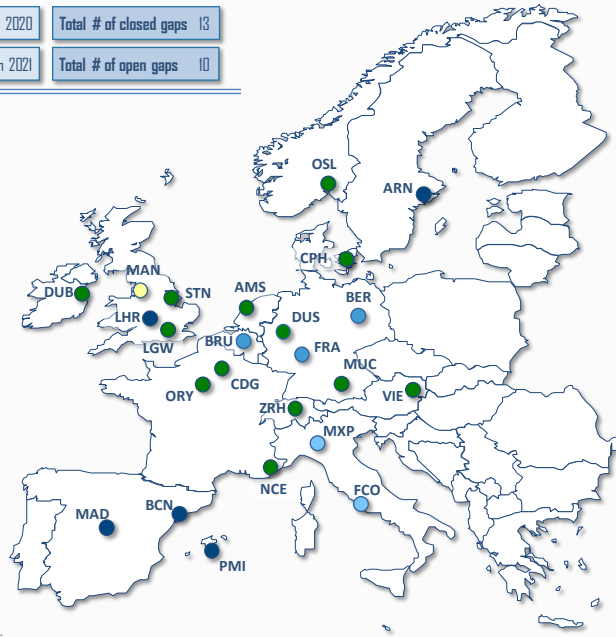 2020
Total # of closed gaps 13
2021
Total # of open gaps 10
OSL
ARN
CPH
MAN
DUB
STN
AMS
BER
LHR
DUS
LGW
BRU
FRA
MUC
CDG
ORY
VIE
ZRH
MXP
NCE
FCO
BCN
MAD
PMI